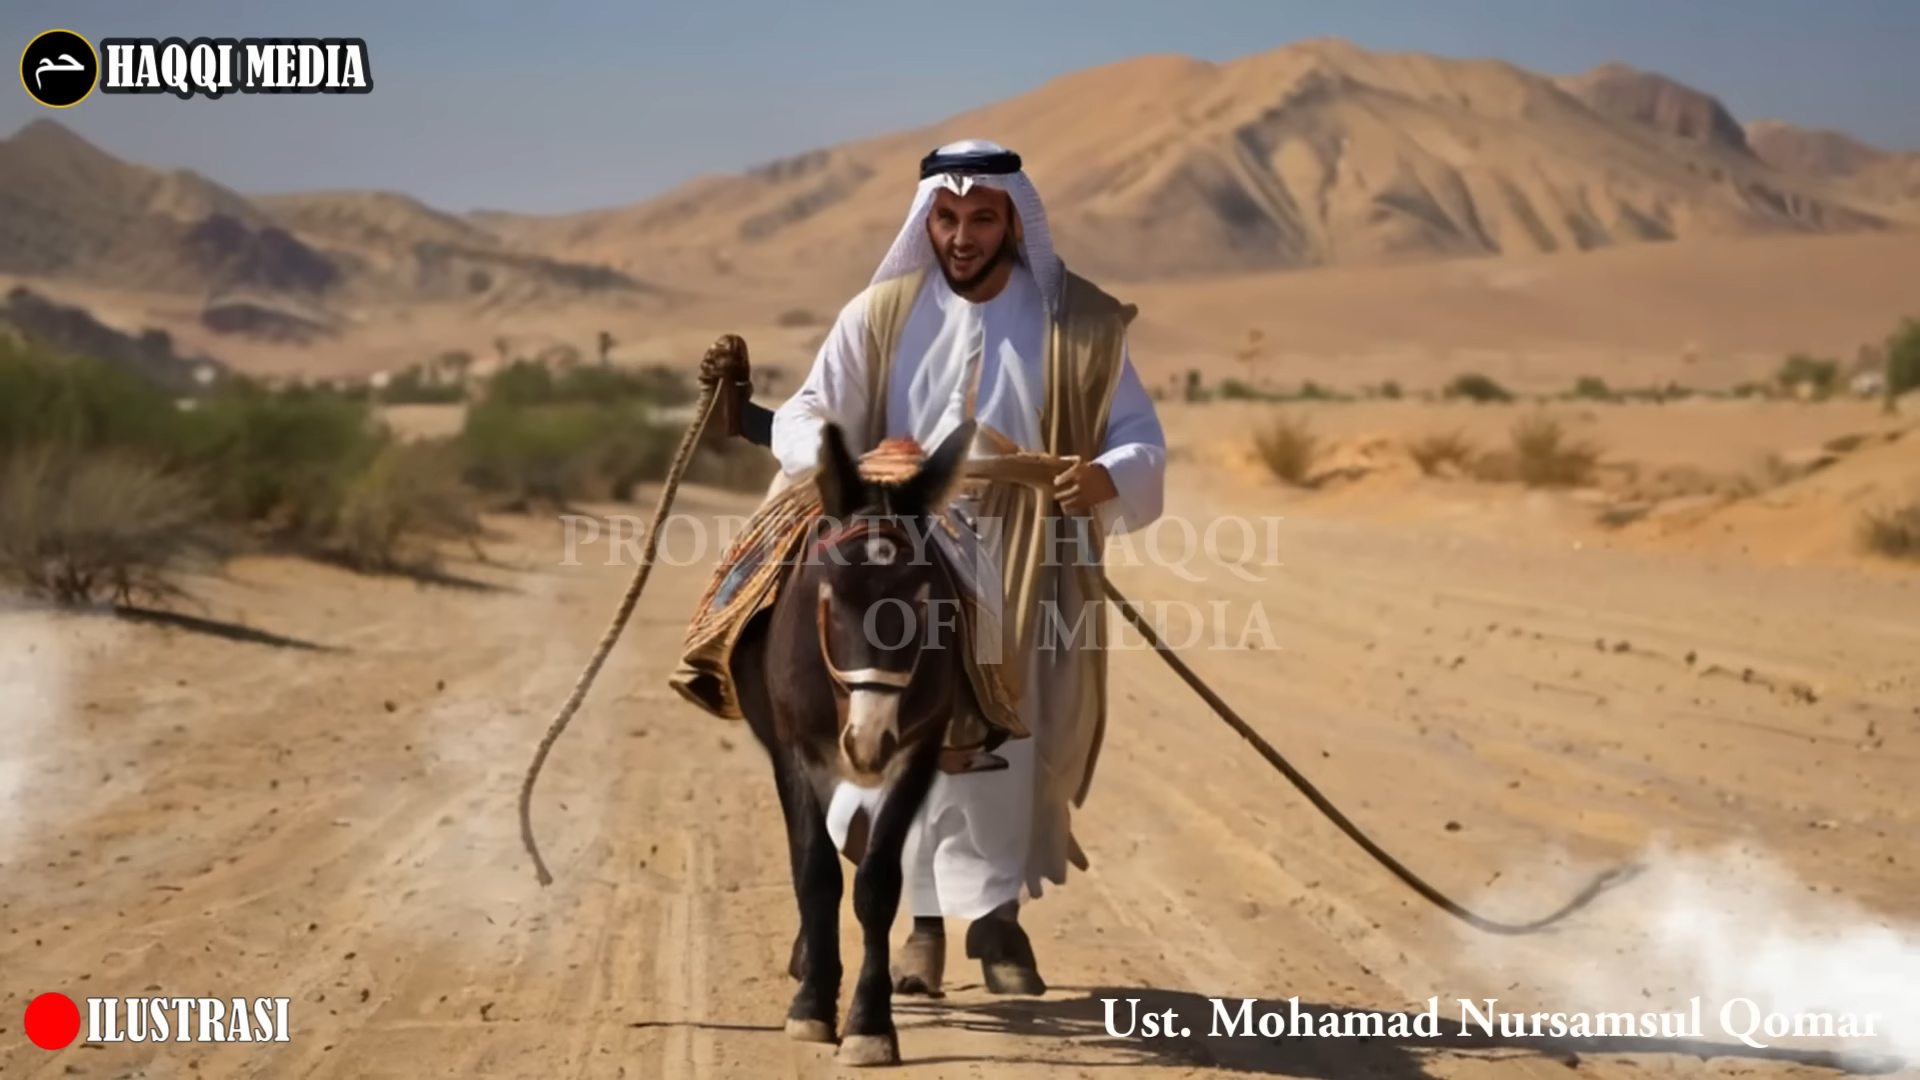 حم HAQQI MEDIA
PROPERTY HAQQI
OF MEDIA
ILUSTRASI
Ust. Mohamad Nursamsul Qomar